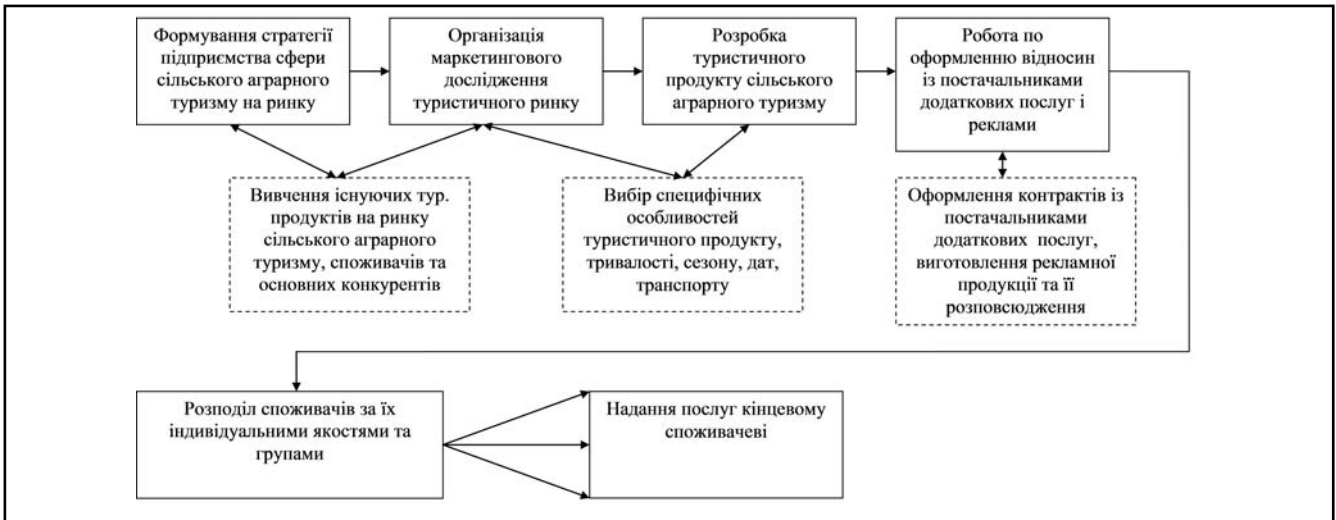 Формування стратегії
підприємства сфери
сільського аграрного
туризму на ринку
Організація
маркетингового
дослідження
туристичного ринку
Розробка
туристичного
продукту сільського
аграрного туризму
Робота по
оформленню відносин
із постачальниками
додаткових послуг і
реклами
Вивчення існуючих тур.
продуктів на ринку
сільського аграрного
туризму, споживачів та
основних конкурентів
Вибір специфічних
особливостей
туристичного продукту,
тривалості, сезону, дат,
транспорту
Оформлення контрактів із
постачальниками
додаткових послуг,
виготовлення рекламної
продукції та її
розповсюдження
Розподіл споживачів за їх
індивідуальними якостями та
групами
Надання послуг кінцевому
споживачеві